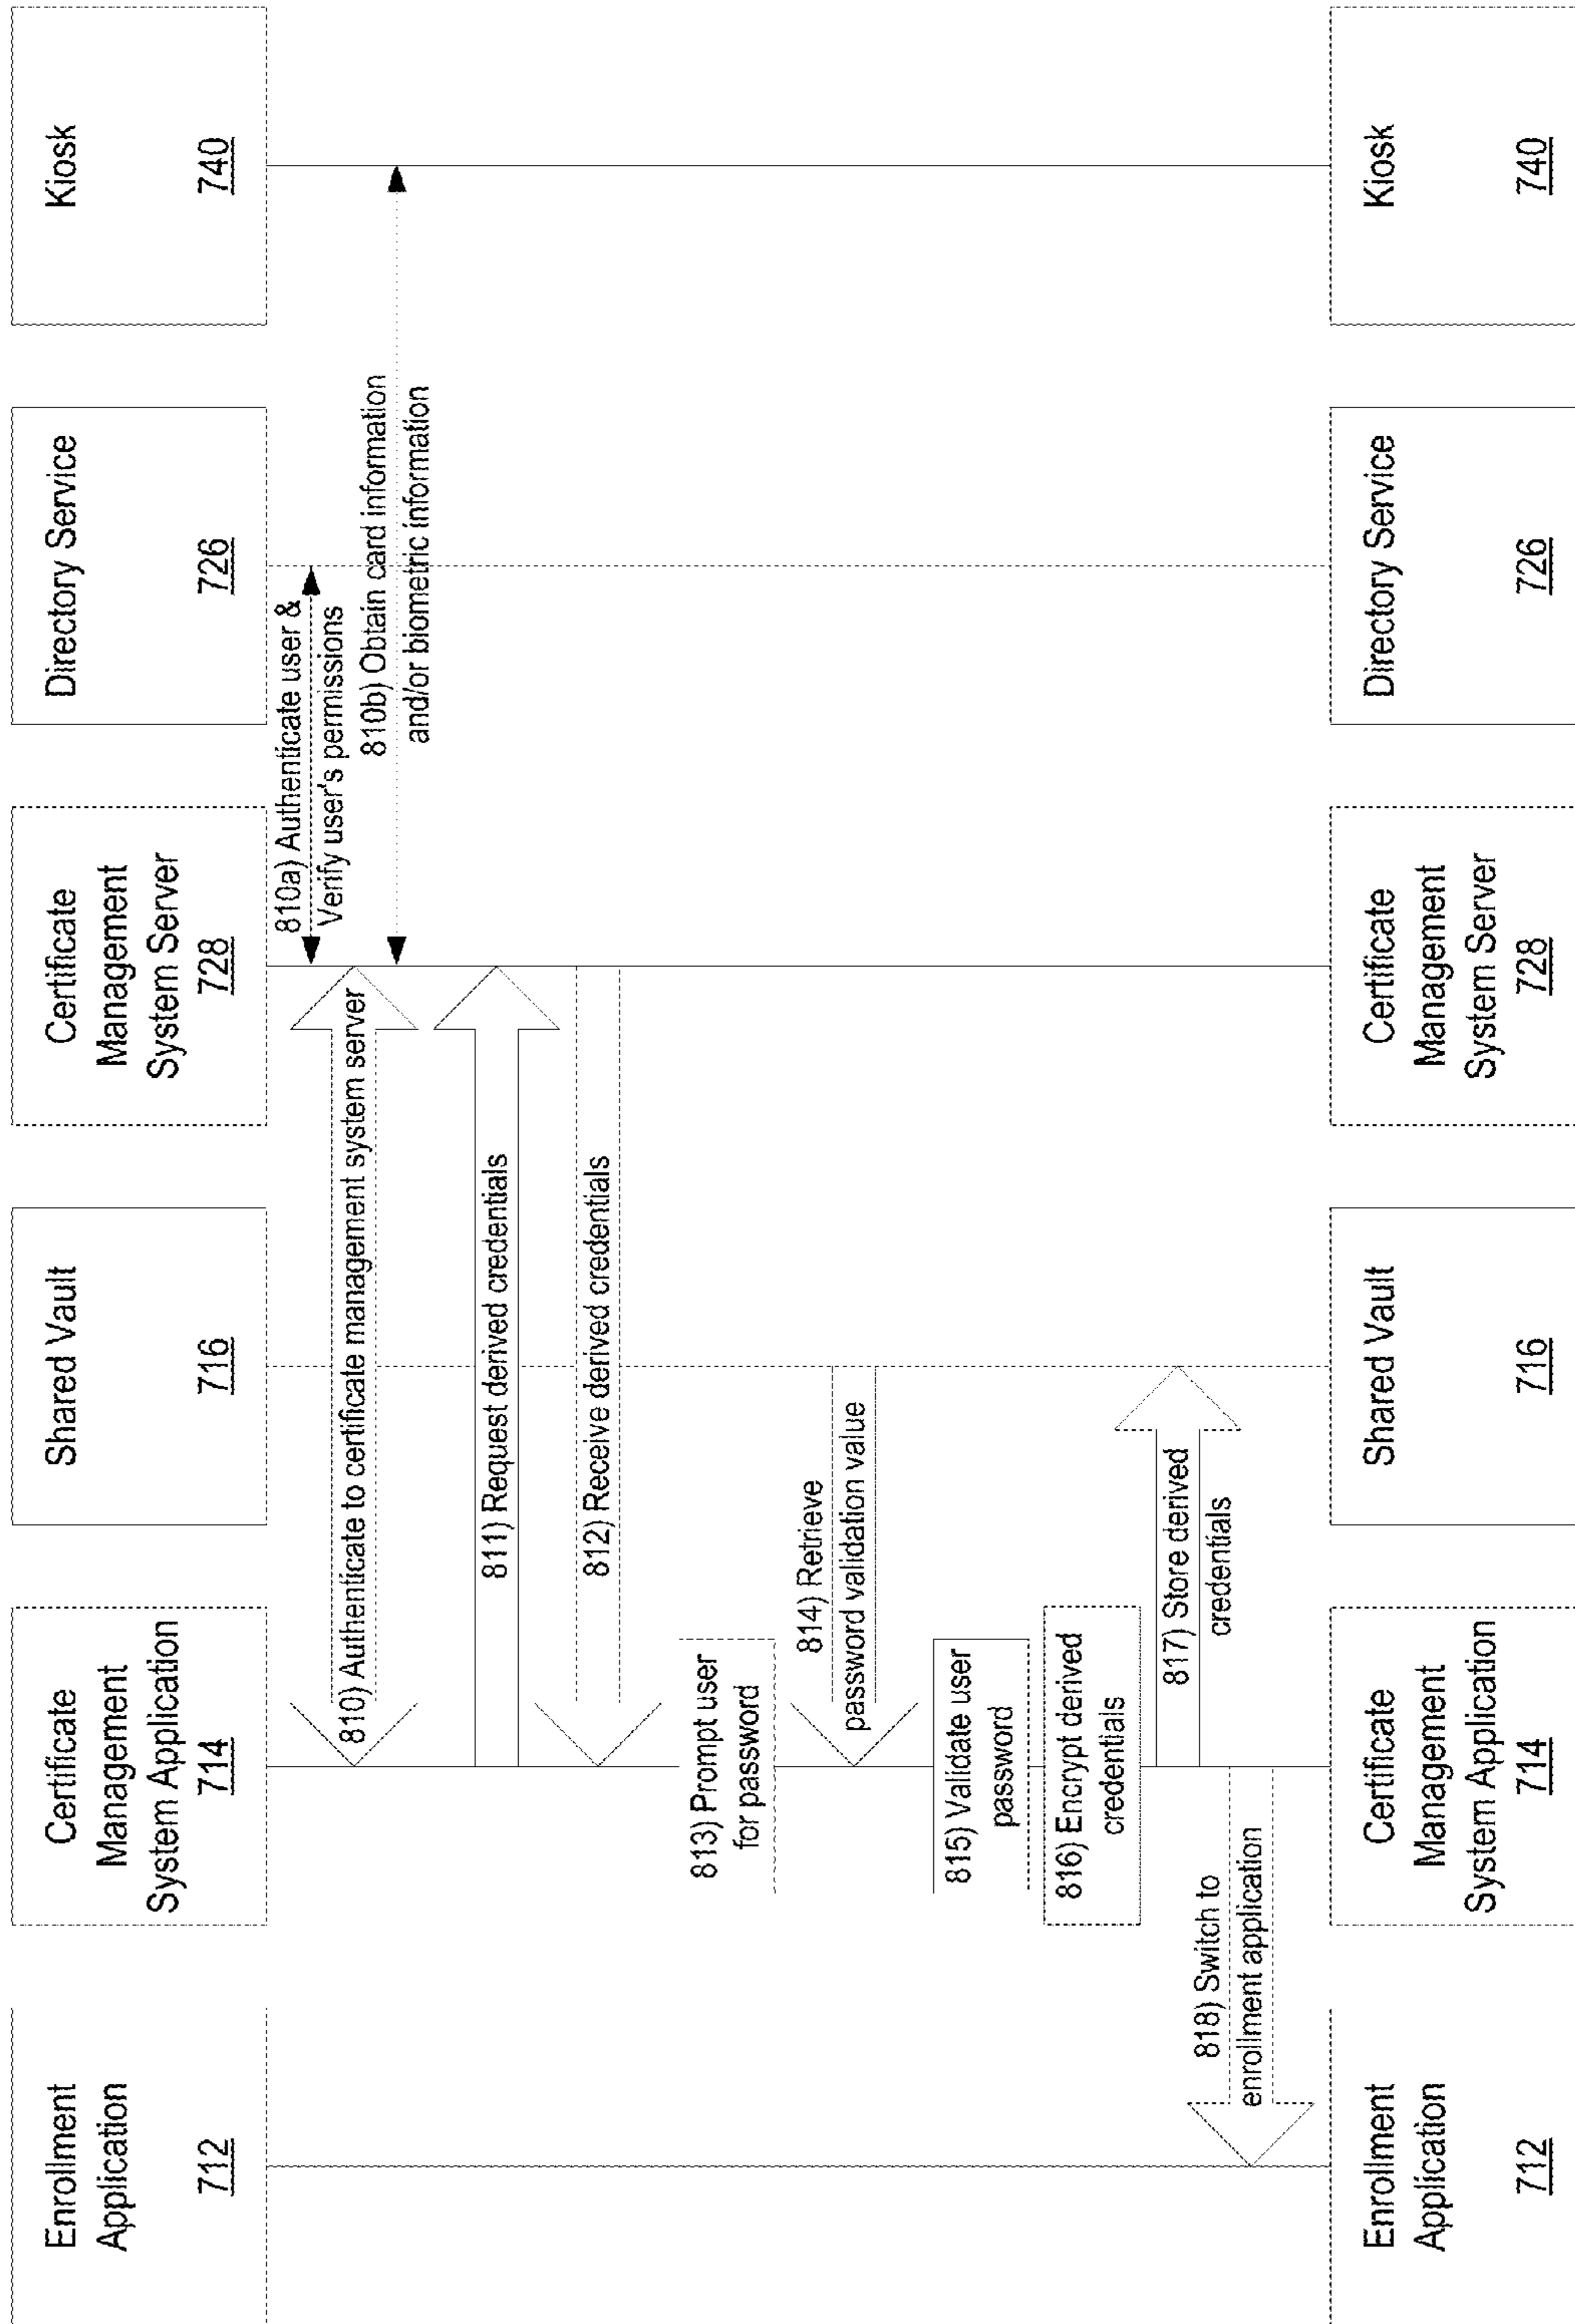 Enrollment
Application
712
Certificate
Management
System Application
714
Shared Vault
716
Certificate
Management
System Server
728
Directory Service
726
Kiosk
740
810) Authenticate to certificate management system server
810a) Authenticate user &
Verify user's permissions
810b) Obtain card information
and/or biometric information
811) Request derived credentials
812) Receive derived credentials
813) Prompt user
for password
814) Retrieve
password validation value
815) Validate user
password
816) Encrypt derived
credentials
817) Store derived
credentials
818) Switch to
enrollment application
Enrollment
Application
712
Certificate
Management
System Application
714
Shared Vault
716
Certificate
Management
System Server
728
Directory Service
726
Kiosk
740